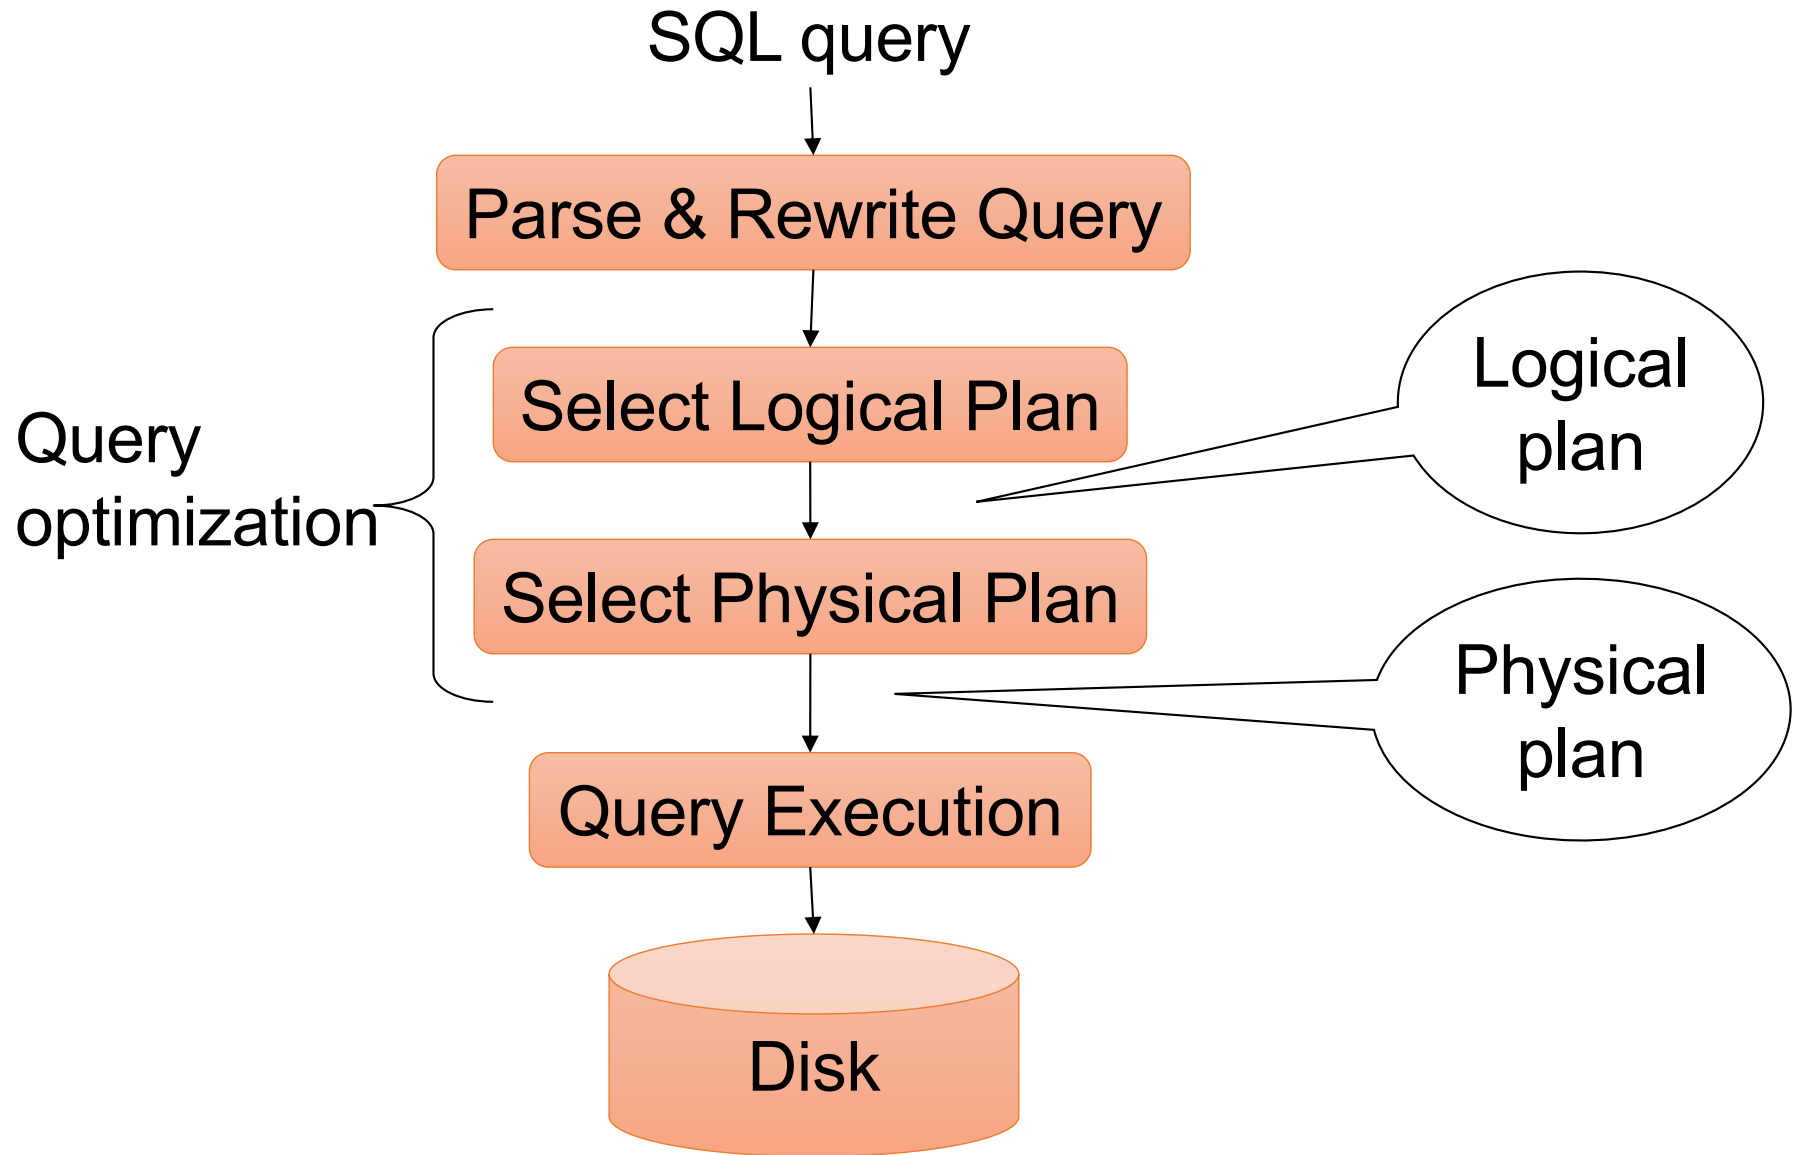 SQL query
Parse & Rewrite Query
Select Logical Plan
Logical
plan
Query
optimization
Select Physical Plan
Physical
plan
Query Execution
Disk